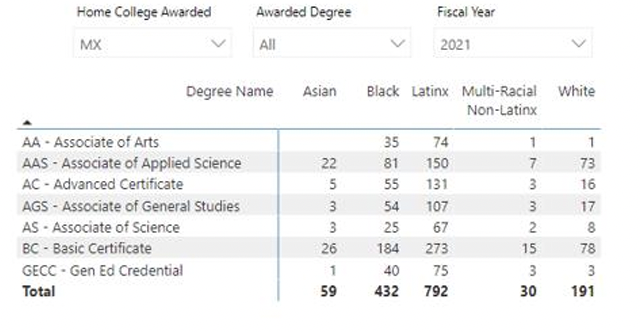 Home College Awarded Awarded Degree Fiscal Year
MX All 2021
Degree Name Asian Black Latinx Multi-Racial White
Non-Latinx
AA - Associate of Arts 35 74 1 1
AAS - Associate of Applied Science 22 81 150 7 73
AC - Advanced Certificate 5 55 131 3 16
AGS - Associate of General Studies 3 54 107 3 17
AS - Associate of Science 3 25 67 2 8
BC - Basic Certificate 26 184 273 15 78
GECC - Gen Ed Credential 1 40 75 3 3
Total 59 432 792 30 191